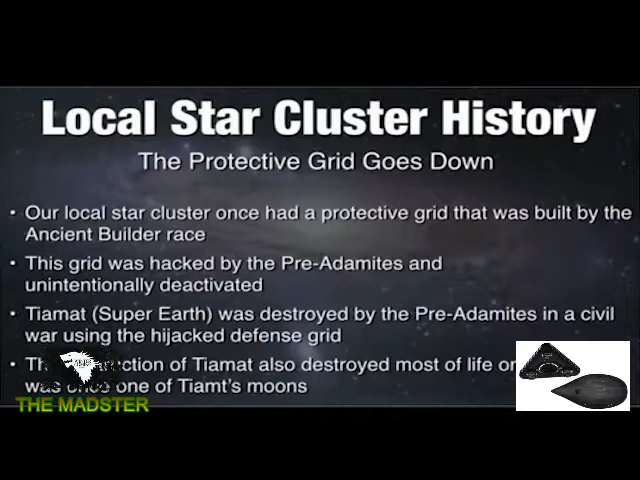 Local Star Cluster History
The Protective Grid Goes Down
• Our local star cluster once had a protective grid that was built by the
Ancient Builder race
• This grid was hacked by the Pre-Adamites and
unintentionally deactivated
• Tiamat (Super Earth) was destroyed by the Pre-Adamites in a civil
war using the hijacked defense grid
• of Tiamat also destroyed most of life
was once one of Tiamt's moons
THE MADSTER